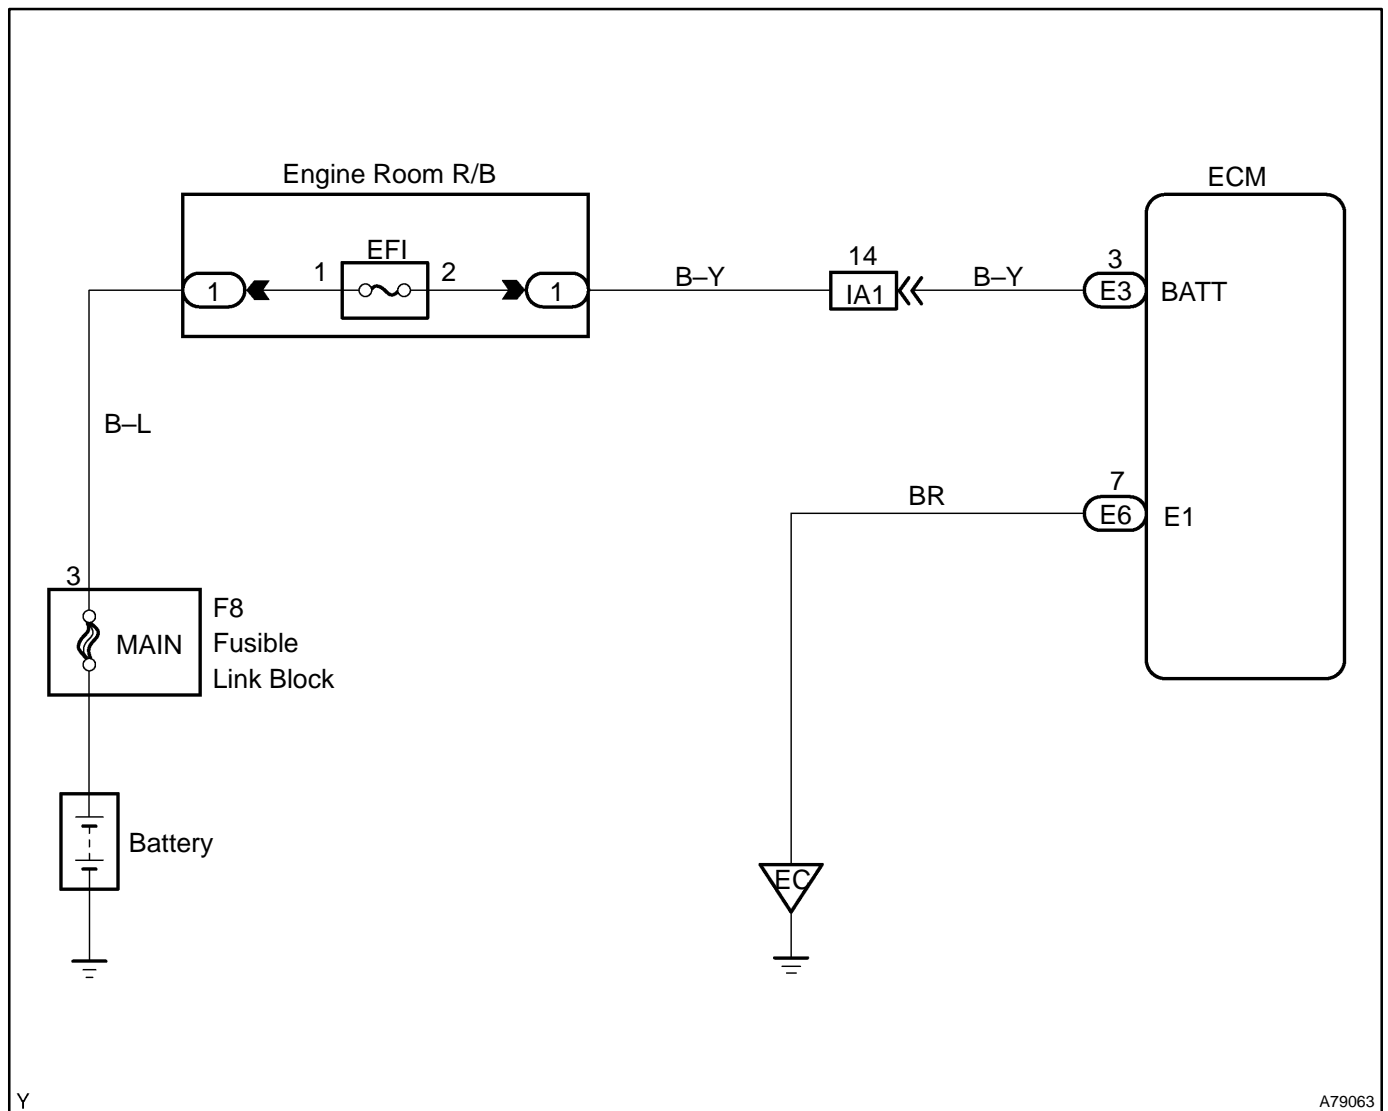 Engine Room R/B
ECM
EFI
1
1
2
1
B–Y
14
IA1
B–Y
3
E3
BATT
B–L
BR
7
E6
E1
3
MAIN
F8
Fusible
Link Block
Battery
EC
Y
A79063